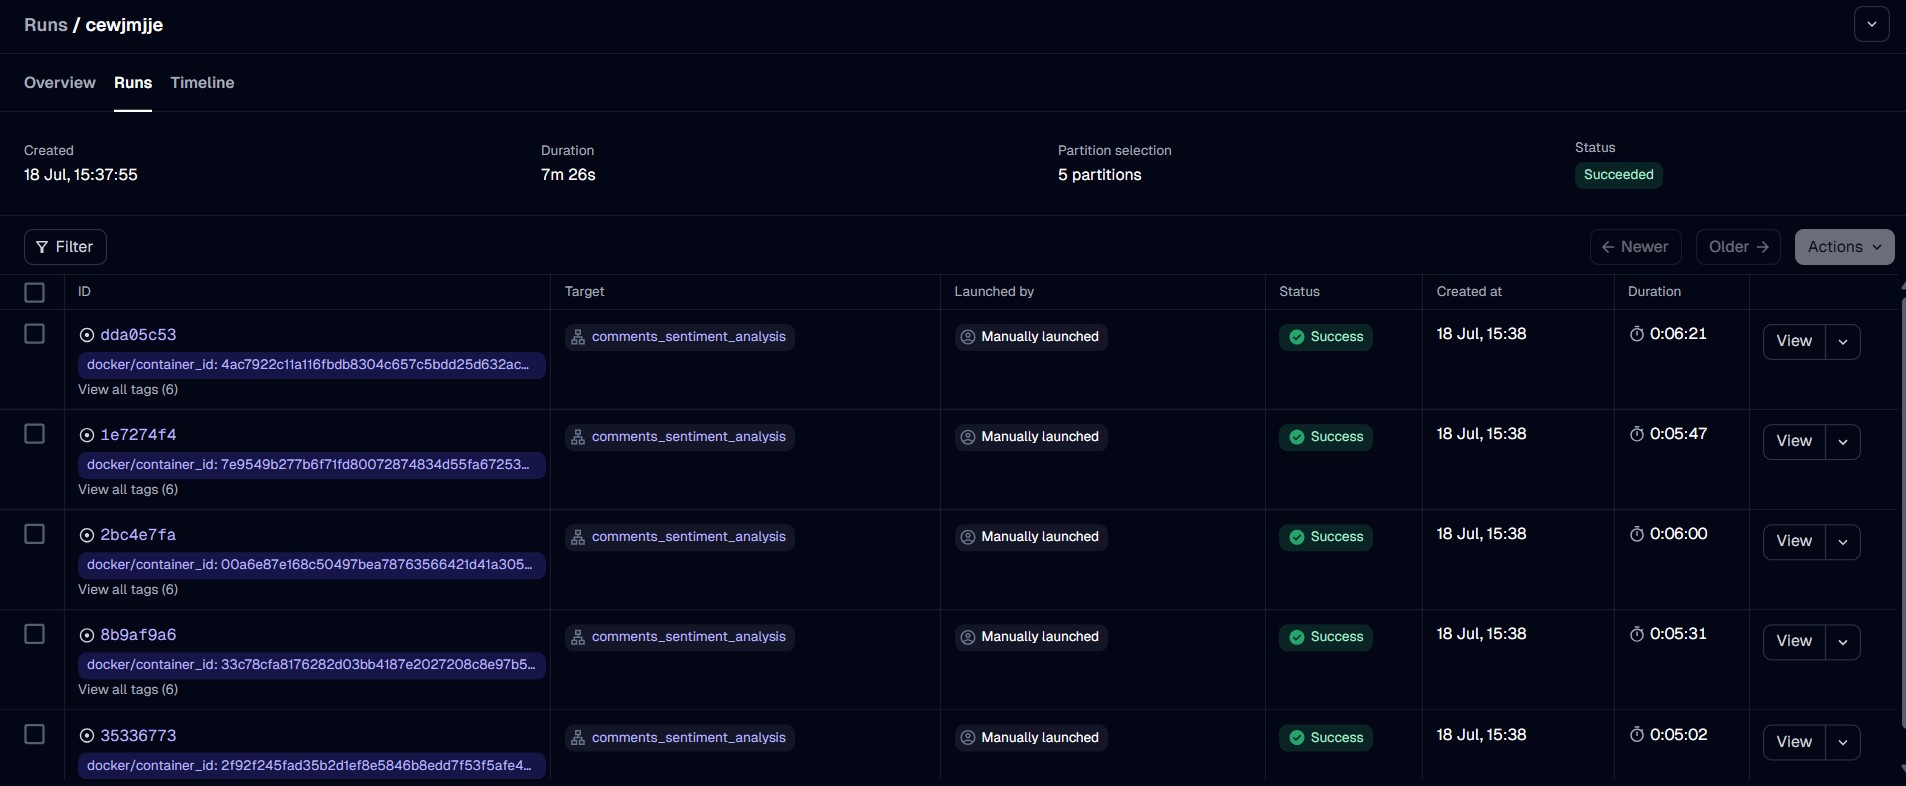 Runs / cewjmjje
Overview Runs Timeline
Created Duration Partition selection Status
18 Jul, 15:37:55 7m 26s 5 partitions Succeeded
Filter Newer Older Actions
ID Target Launched by Status Created at Duration
dda05c53 comments_sentiment_analysis Manually launched Success 18 Jul, 15:38 0:06:21 View
docker/container_id: 4ac7922c11a116fbdb8304c657c5bdd25d632ac...
View all tags (6)
1e7274f4 comments_sentiment_analysis Manually launched Success 18 Jul, 15:38 0:05:47 View
docker/container_id: 7e9549b277b6f71fd80072874834d55fa67253...
View all tags (6)
2bc4e7fa comments_sentiment_analysis Manually launched Success 18 Jul, 15:38 0:06:00 View
docker/container_id: 00a6e87e168c50497bea78763566421d41a305...
View all tags (6)
8b9af9a6 comments_sentiment_analysis Manually launched Success 18 Jul, 15:38 0:05:31 View
docker/container_id: 33c78cfa8176282d03bb4187e2027208c8e97b5...
View all tags (6)
35336773 comments_sentiment_analysis Manually launched Success 18 Jul, 15:38 0:05:02 View
docker/container_id: 2f92f245fad35b2d1ef8e5846b8edd7f53f5afe4...